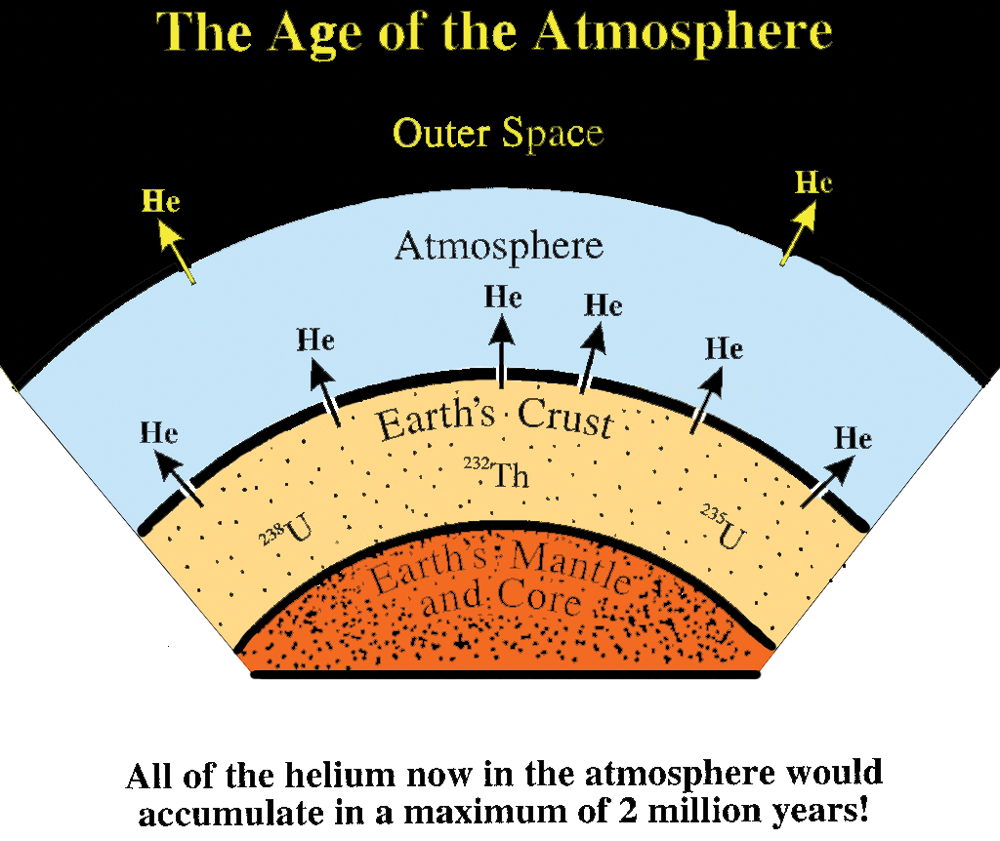 The Age of the Atmosphere
Outer Space
He
He
Atmosphere
He
He
He
He
He
He
Earth's Crust
²³²Th
²³⁸U
²³⁵U
Earth's Mantle
and Core
All of the helium now in the atmosphere would
accumulate in a maximum of 2 million years!